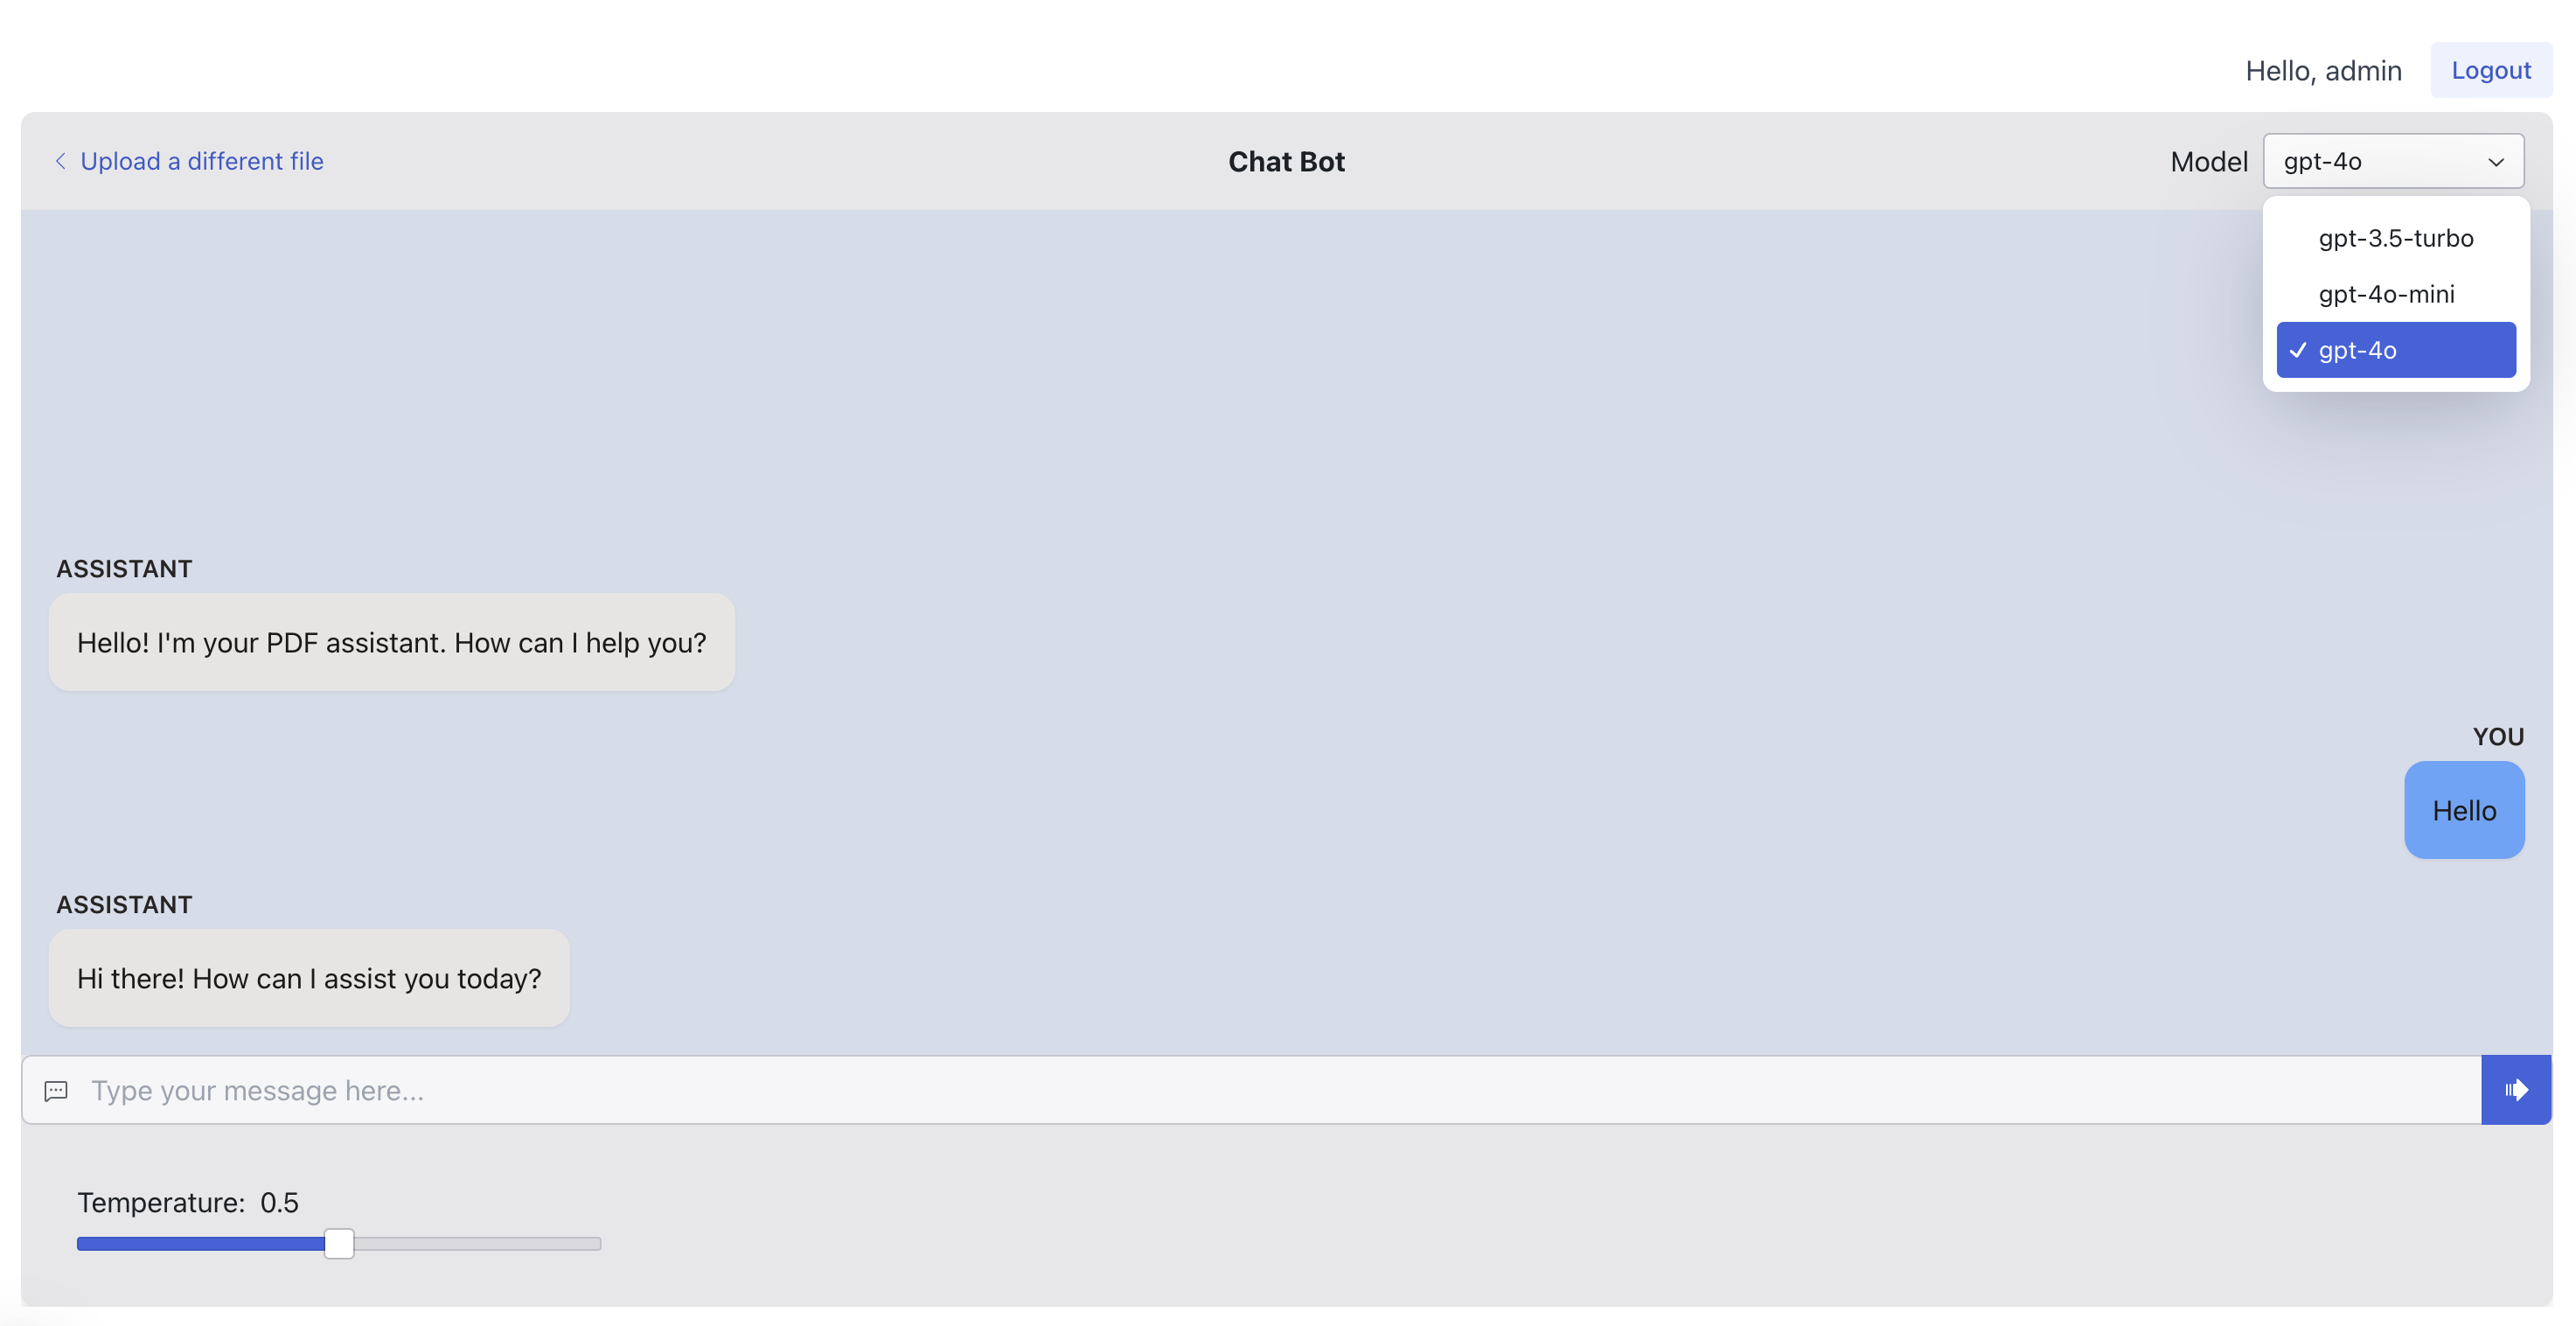 Hello, admin
Logout
Upload a different file
Chat Bot
Model
gpt-4o
gpt-3.5-turbo
gpt-4o-mini
gpt-4o
ASSISTANT
Hello! I'm your PDF assistant. How can I help you?
YOU
Hello
ASSISTANT
Hi there! How can I assist you today?
Type your message here...
Temperature: 0.5